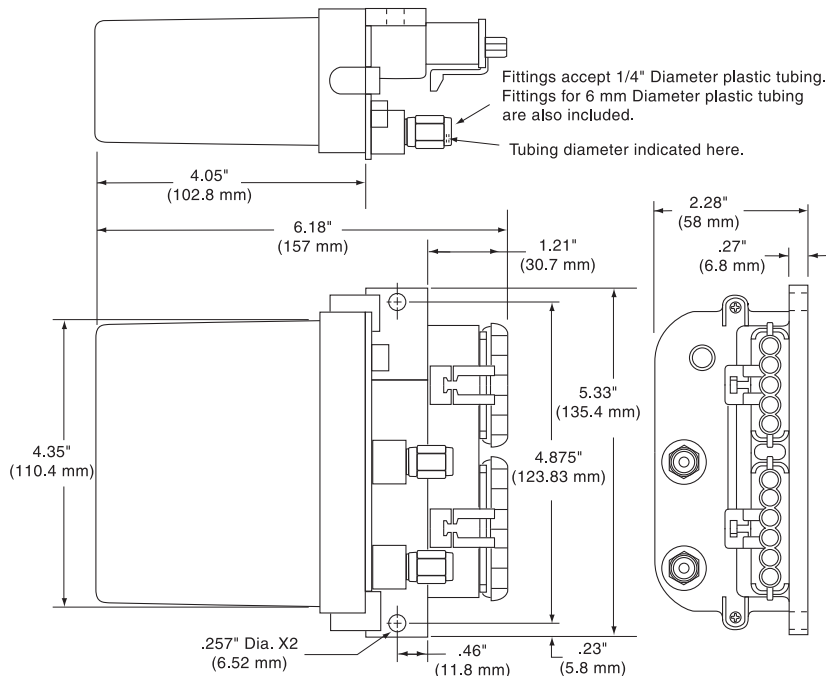 Fittings accept 1/4" Diameter plastic tubing.
Fittings for 6 mm Diameter plastic tubing
are also included.
Tubing diameter indicated here.
4.05"
(102.8 mm)
6.18"
(157 mm)
1.21"
(30.7 mm)
2.28"
(58 mm)
.27"
(6.8 mm)
5.33"
(135.4 mm)
4.35"
(110.4 mm)
4.875"
(123.83 mm)
.257" Dia. X2
(6.52 mm)
.46"
(11.8 mm)
.23"
(5.8 mm)